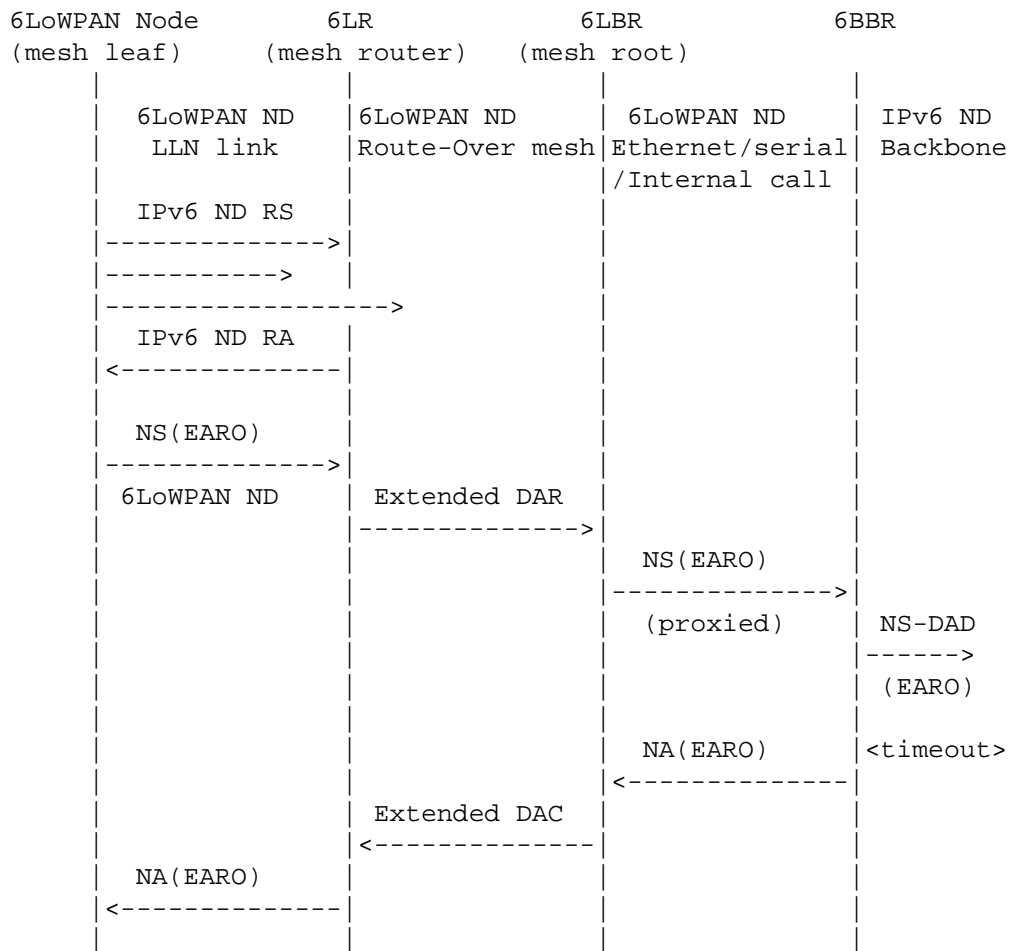 6LoWPAN Node 6LR 6LBR 6BBR
(mesh leaf) (mesh router) (mesh root)
6LoWPAN ND 6LoWPAN ND 6LoWPAN ND IPv6 ND
LLN link Route-Over mesh Ethernet/serial Backbone
/Internal call
IPv6 ND RS
IPv6 ND RA
NS(EARO)
6LoWPAN ND Extended DAR
NS(EARO)
(proxied) NS-DAD
(EARO)
NA(EARO) <timeout>
Extended DAC
NA(EARO)